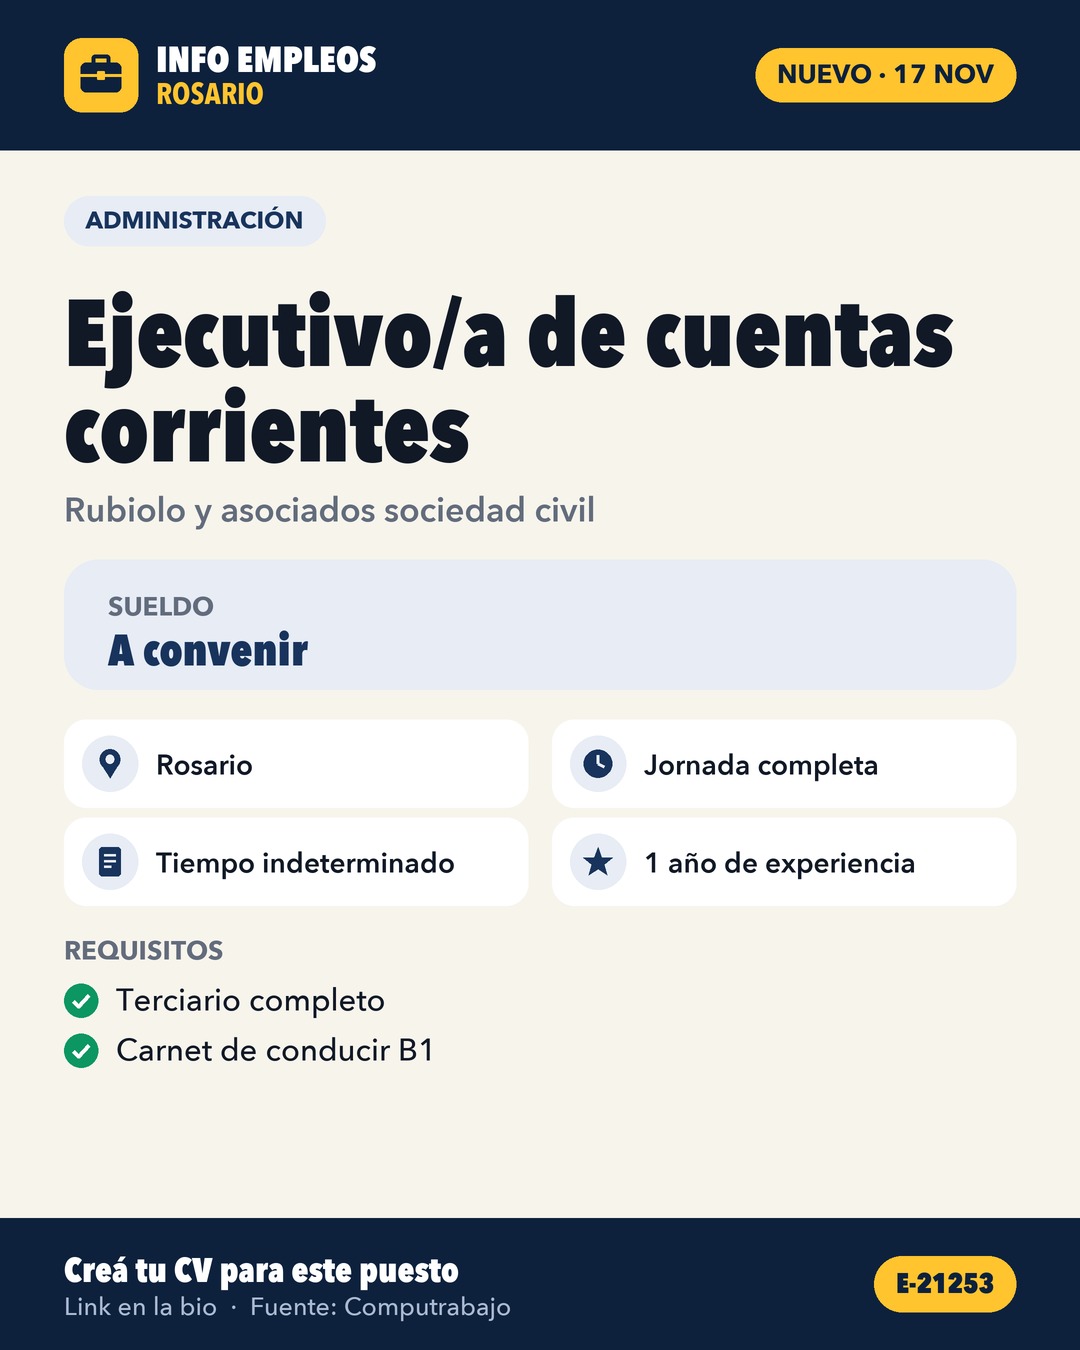 INFO EMPLEOS
ROSARIO
NUEVO · 17 NOV
ADMINISTRACIÓN
Ejecutivo/a de cuentas
corrientes
Rubiolo y asociados sociedad civil
SUELDO
A convenir
Rosario
Jornada completa
Tiempo indeterminado
1 año de experiencia
REQUISITOS
Terciario completo
Carnet de conducir B1
Creá tu CV para este puesto
Link en la bio · Fuente: Computrabajo
E-21253